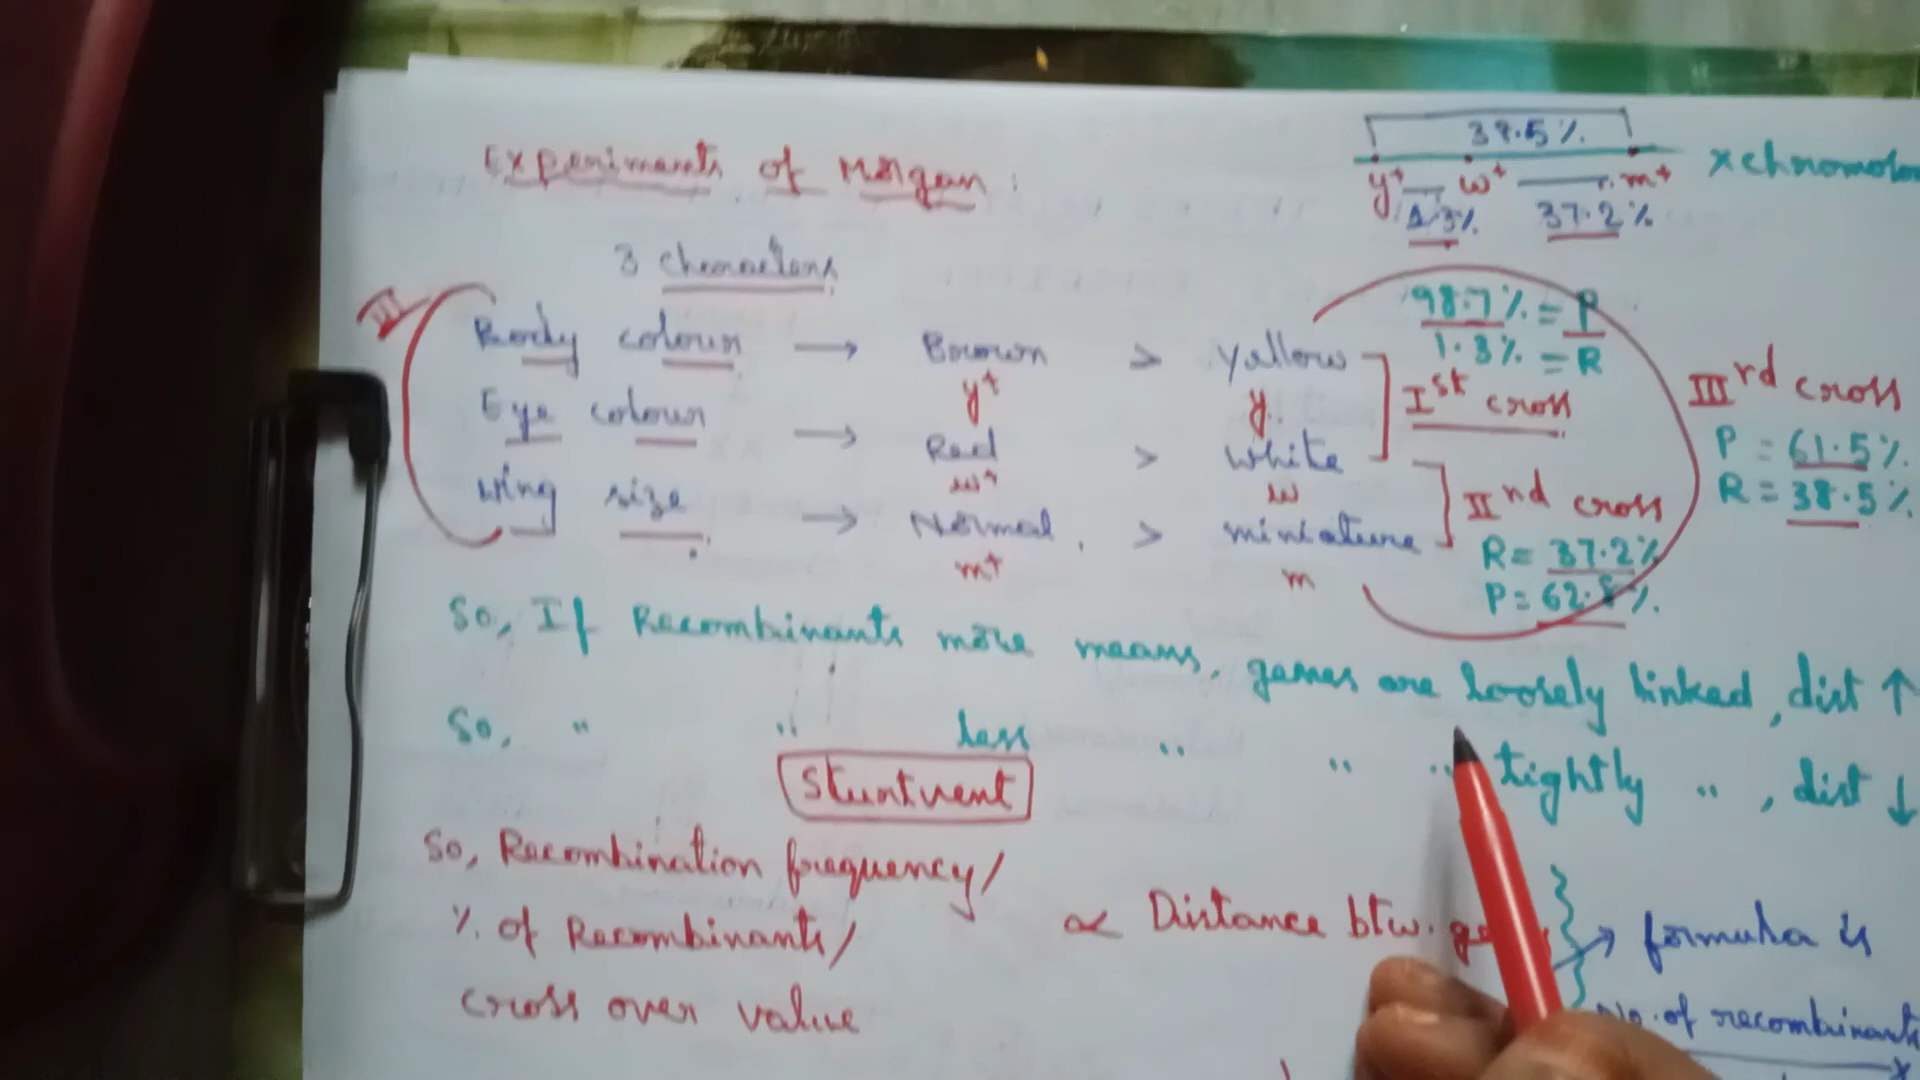 Experiments of Morgan :
38.5%
y+ w+ m+ x chromoso
1.3% 37.2%
3 characters
III
Body colour → Brown > yellow
y+ y
Eye colour → Red > white
w+ w
wing size → Normal > miniature
m+ m
98.7% = P
1.3% = R
Ist cross
IInd cross
R = 37.2%
P = 62.8%
IIIrd cross
P = 61.5%
R = 38.5%
So, If Recombinants more means, genes are loosely linked, dist ↑
So, " " less " " " tightly " , dist ↓
Sturtvent
So, Recombination frequency/
% of Recombinants/
cross over value
∝ Distance btw. ge
→ formula is
No. of recombinants
x